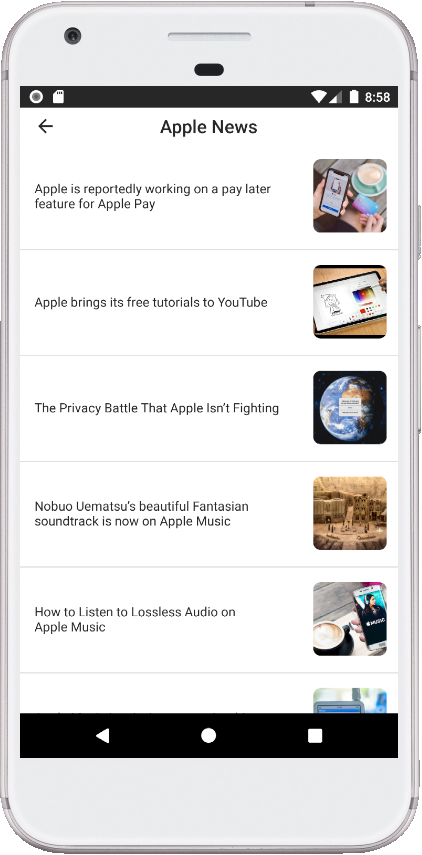 8:58
Apple News
Apple is reportedly working on a pay later
feature for Apple Pay
Apple brings its free tutorials to YouTube
The Privacy Battle That Apple Isn’t Fighting
Nobuo Uematsu’s beautiful Fantasian
soundtrack is now on Apple Music
How to Listen to Lossless Audio on
Apple Music
MUSIC